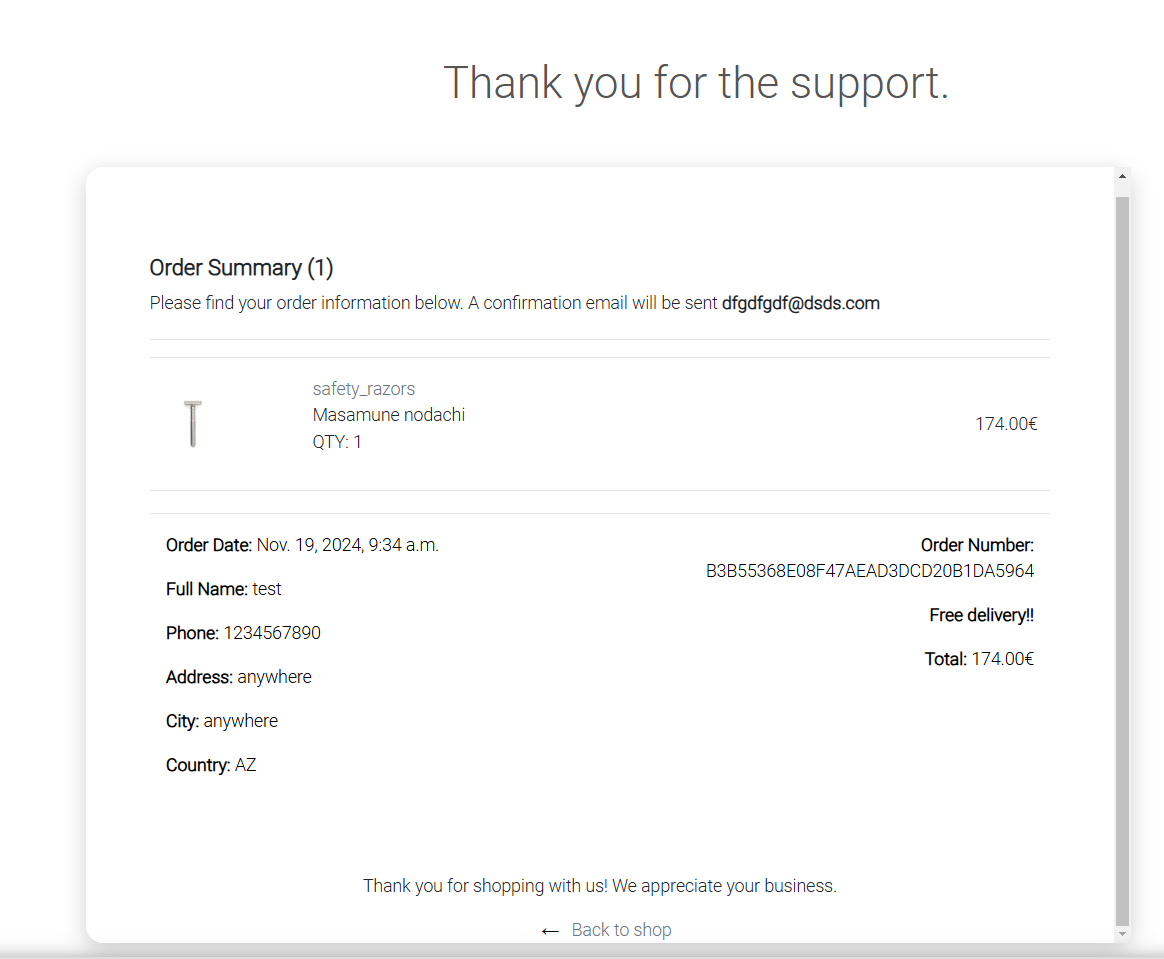 Thank you for the support.
Order Summary (1)
Please find your order information below. A confirmation email will be sent dfgdfgdf@dsds.com
safety_razors
Masamune nodachi
QTY: 1
174.00€
Order Date: Nov. 19, 2024, 9:34 a.m.
Full Name: test
Phone: 1234567890
Address: anywhere
City: anywhere
Country: AZ
Order Number:
B3B55368E08F47AEAD3DCD20B1DA5964
Free delivery!!
Total: 174.00€
Thank you for shopping with us! We appreciate your business.
← Back to shop